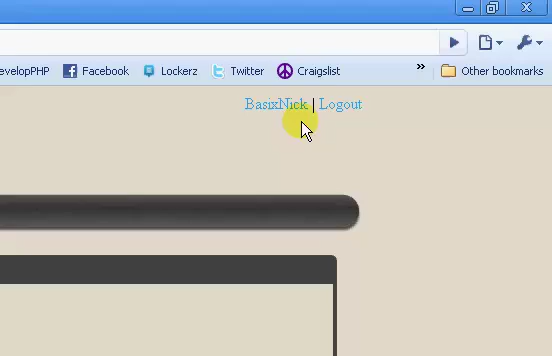 evelopPHP Facebook Lockerz Twitter Craigslist » Other bookmarks
BasixNick | Logout